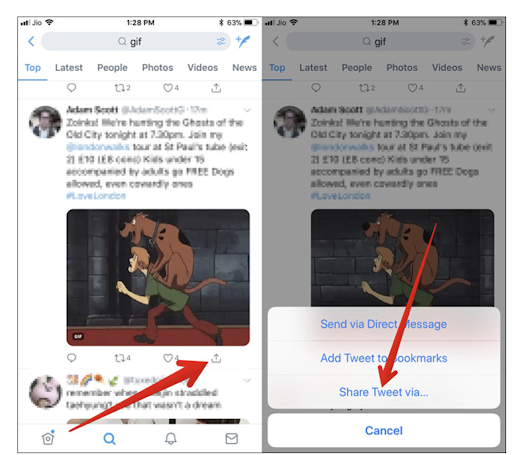 Jio 1:28 PM 63%
gif
Top Latest People Photos Videos News
2 4
Adam Scott @AdamScottG · 17m
Zoinks! We're hunting the Ghosts of the
Old City tonight at 7.30pm. Join my
@londonwalks tour at St Paul's tube (exit
2) £10 (£8 concs) Kids under 15
accompanied by adults go FREE Dogs
allowed, even cowardly ones
#LoveLondon
GIF
4 4
remember when straddled
taehyung? that wasn't a dream
Jio 1:28 PM 63%
gif
Top Latest People Photos Videos News
2 4
Adam Scott @AdamScottG · 17m
Zoinks! We're hunting the Ghosts of the
Old City tonight at 7.30pm. Join my
@londonwalks tour at St Paul's tube (exit
2) £10 (£8 concs) Kids under 15
accompanied by adults go FREE Dogs
allowed, even cowardly ones
#LoveLondon
Send via Direct Message
Add Tweet to Bookmarks
Share Tweet via...
Cancel